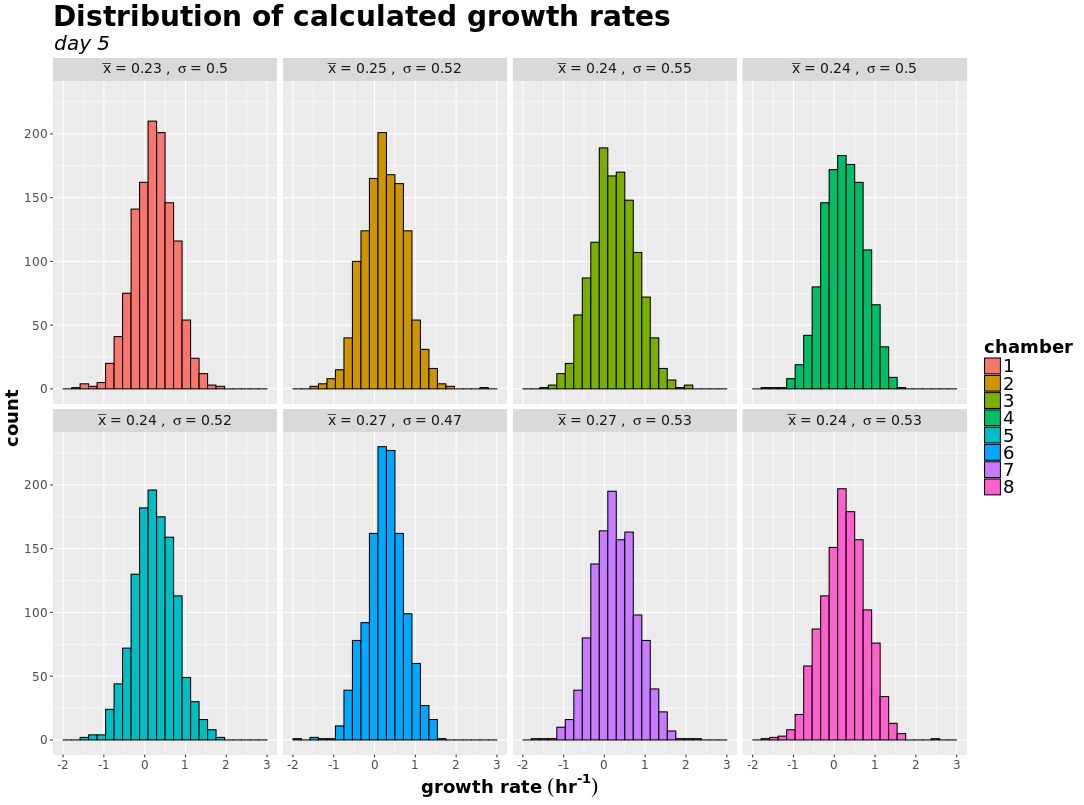 Distribution of calculated growth rates
day 5
x̅ = 0.23 , σ = 0.5
x̅ = 0.25 , σ = 0.52
x̅ = 0.24 , σ = 0.55
x̅ = 0.24 , σ = 0.5
200
150
100
50
0
x̅ = 0.24 , σ = 0.52
x̅ = 0.27 , σ = 0.47
x̅ = 0.27 , σ = 0.53
x̅ = 0.24 , σ = 0.53
200
150
100
50
0
-2 -1 0 1 2 3
-2 -1 0 1 2 3
-2 -1 0 1 2 3
-2 -1 0 1 2 3
count
growth rate (hr⁻¹)
chamber
1
2
3
4
5
6
7
8